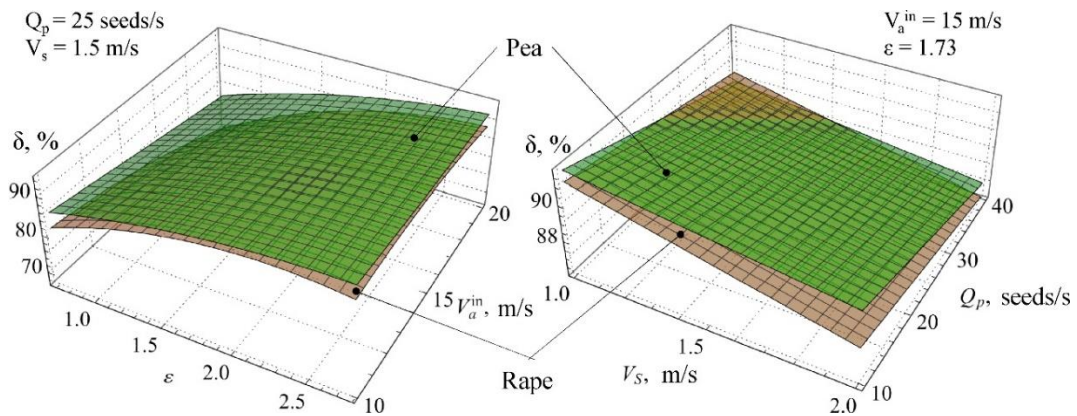 Q_p = 25 seeds/s
V_s = 1.5 m/s
V_a^in = 15 m/s
ε = 1.73
Pea
δ, %
90
80
70
1.0
1.5
2.0
2.5
ε
10
15
20
V_a^in, m/s
Rape
δ, %
90
88
1.0
1.5
2.0
V_S, m/s
10
20
30
40
Q_p, seeds/s